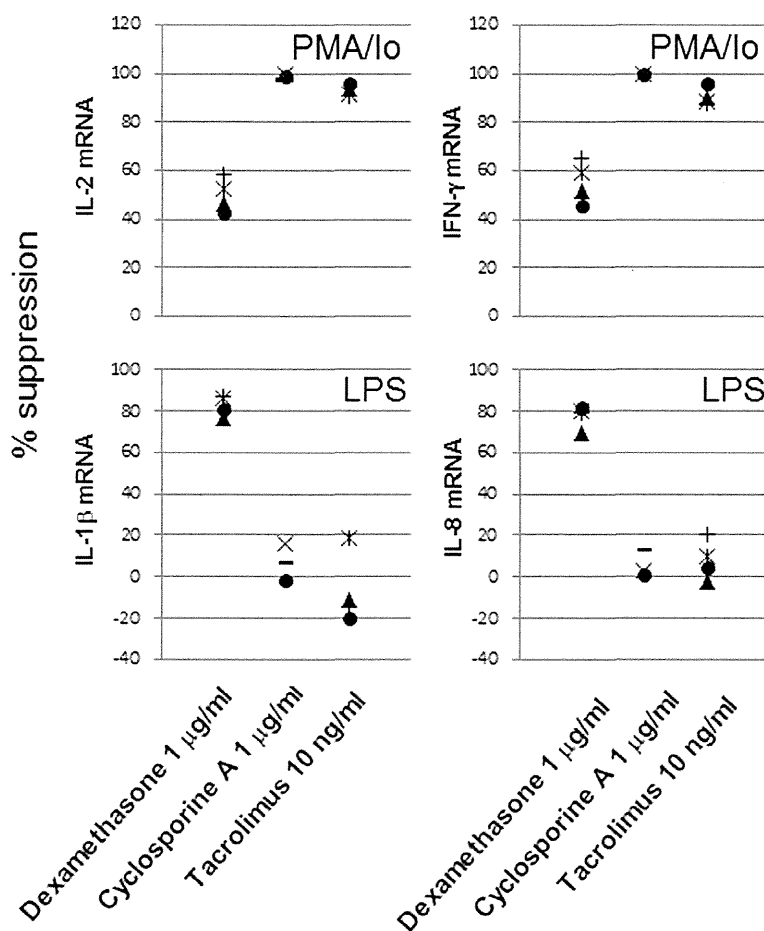 % suppression
PMA/Io
IL-2 mRNA
120
100
80
60
40
20
0
PMA/Io
IFN-γ mRNA
120
100
80
60
40
20
0
LPS
IL-1β mRNA
100
80
60
40
20
0
-20
-40
LPS
IL-8 mRNA
100
80
60
40
20
0
-20
-40
Dexamethasone 1 μg/ml
Cyclosporine A 1 μg/ml
Tacrolimus 10 ng/ml
Dexamethasone 1 μg/ml
Cyclosporine A 1 μg/ml
Tacrolimus 10 ng/ml